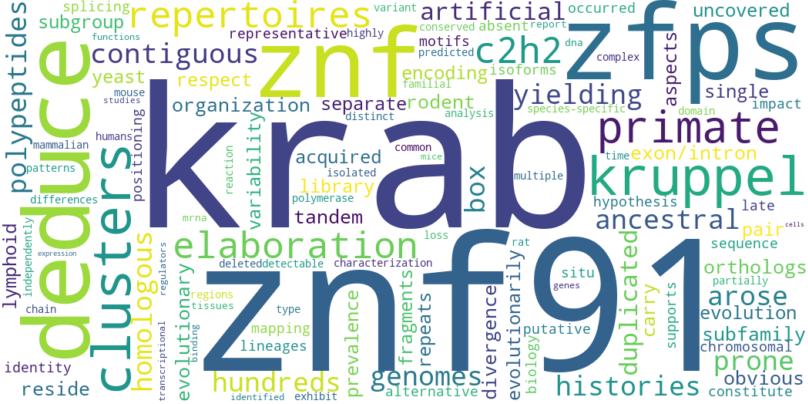 splicing
repertoires
artificial
occurred
uncovered
subgroup
representative
highly
variant
conserved
absent
report
functions
motifs
dna
predicted
complex
polypeptides
contiguous
znf
c2h2
zfps
aspects
yeast
respect
encoding
isoforms
familial
mouse
studies
organization
separate
rodent
yielding
single
impact
deduce
krab
distinct
analysis
species-specific
domain
primate
humans
positioning
mammalian
patterns
clusters
variability
reaction
acquired
isolated
common
mice
box
multiple
time
exon/intron
library
polymerase
kruppel
differences
tandem
hypothesis
late
mrna
ancestral
pair
cells
lymphoid
independently
homologous
elaboration
loss
rat
situ
sequence
expression
chain
regulators
transcriptional
evolutionary
deleted
detectable
characterization
znf91
genes
duplicated
orthologs
partially
binding
regions
tissues
type
prevalence
fragments
repeats
divergence
evolutionarily
putative
biology
carry
supports
arose
evolution
mapping
lineages
subfamily
chromosomal
identity
hundreds
genomes
prone
obvious
reside
identified
exhibit
alternative
histories
constitute